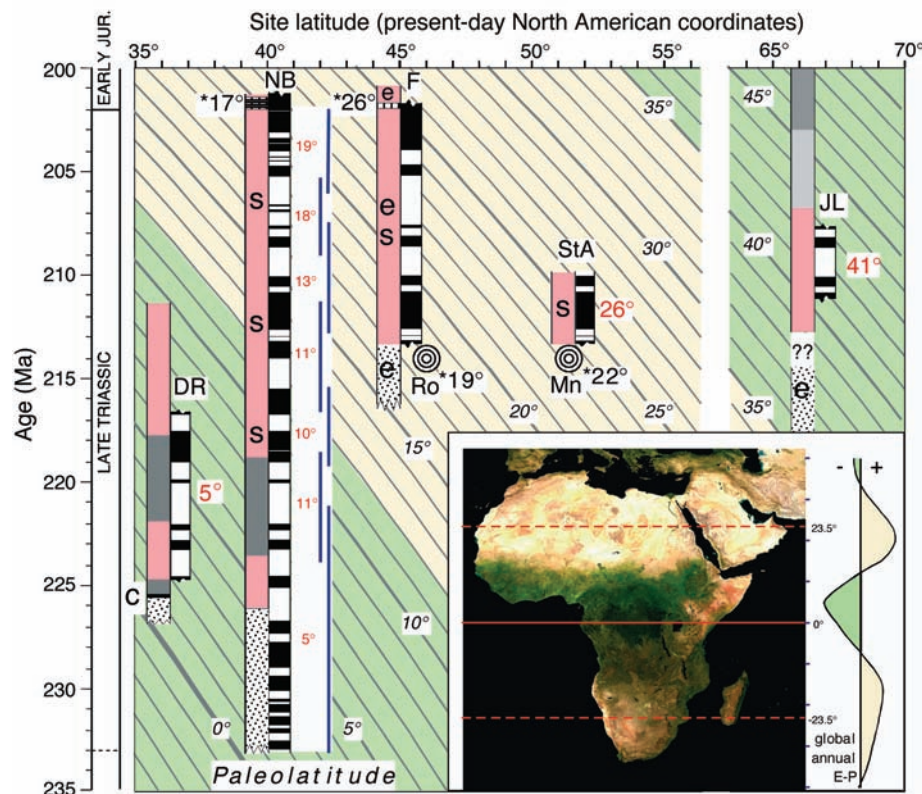 Site latitude (present-day North American coordinates)
35° 40° 45° 50° 55° 65° 70°
Age (Ma)
200
205
210
215
220
225
230
235
EARLY JUR.
LATE TRIASSIC
NB
*17°
s
s
s
19°
18°
13°
11°
10°
11°
5°
F
*26°
e
e
s
e
Ro *19°
StA
s
26°
Mn *22°
JL
41°
??
e
DR
5°
C
35°
45°
30°
40°
35°
25°
20°
15°
10°
0°
5°
Paleolatitude
- +
23.5°
0°
-23.5°
global
annual
E-P